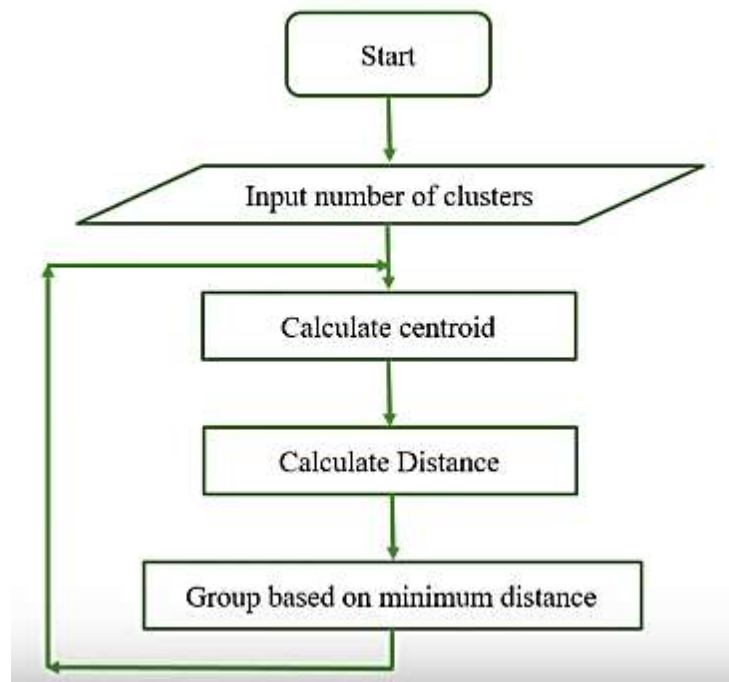 Start
Input number of clusters
Calculate centroid
Calculate Distance
Group based on minimum distance